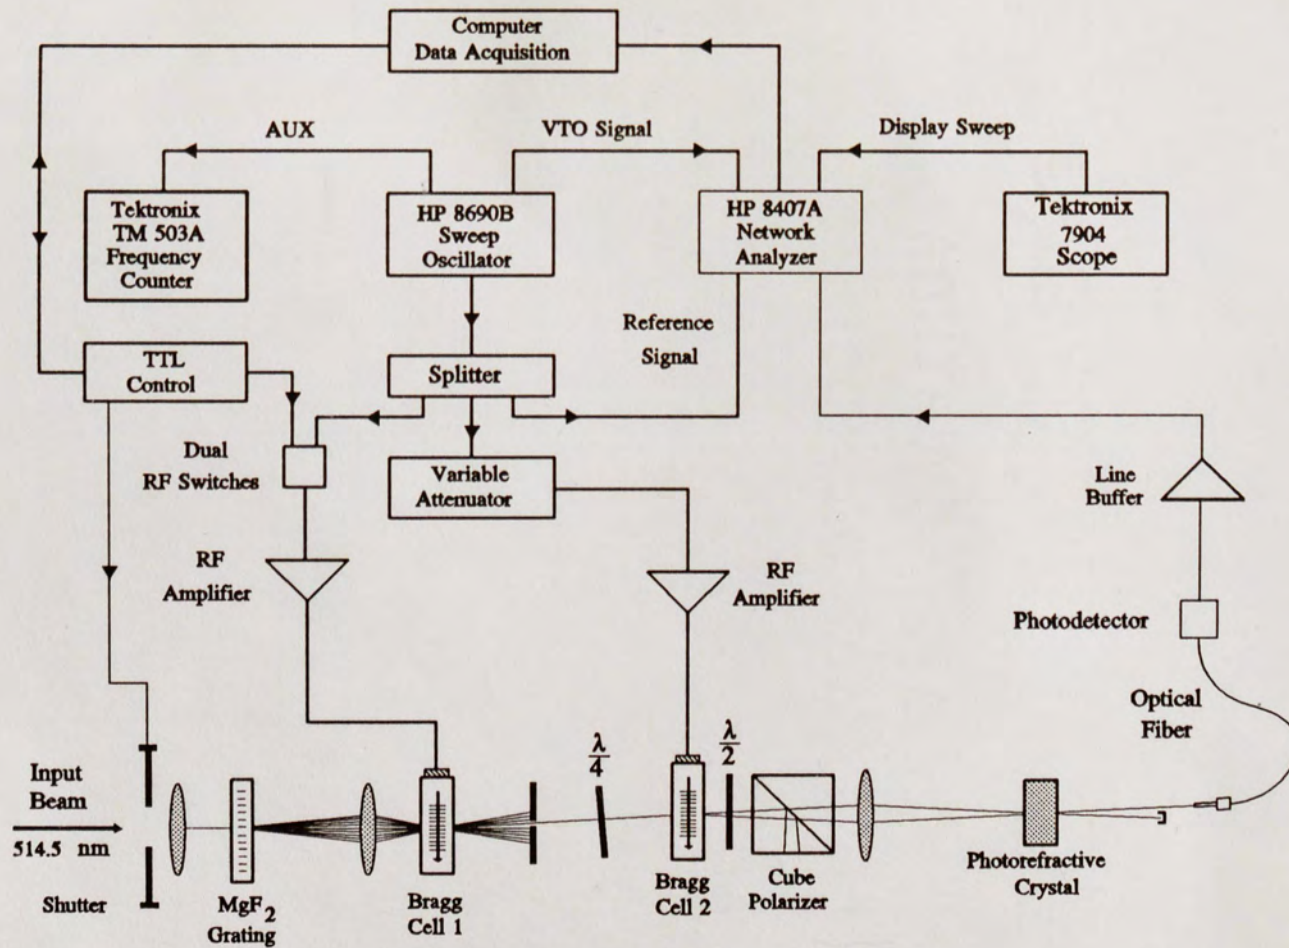 Computer
Data Acquisition
AUX
VTO Signal
Display Sweep
Tektronix
TM 503A
Frequency
Counter
HP 8690B
Sweep
Oscillator
HP 8407A
Network
Analyzer
Tektronix
7904
Scope
Reference
Signal
TTL
Control
Splitter
Dual
RF Switches
Variable
Attenuator
Line
Buffer
RF
Amplifier
RF
Amplifier
Photodetector
Optical
Fiber
λ/4
λ/2
Input
Beam
514.5 nm
Shutter
MgF2
Grating
Bragg
Cell 1
Bragg
Cell 2
Cube
Polarizer
Photorefractive
Crystal